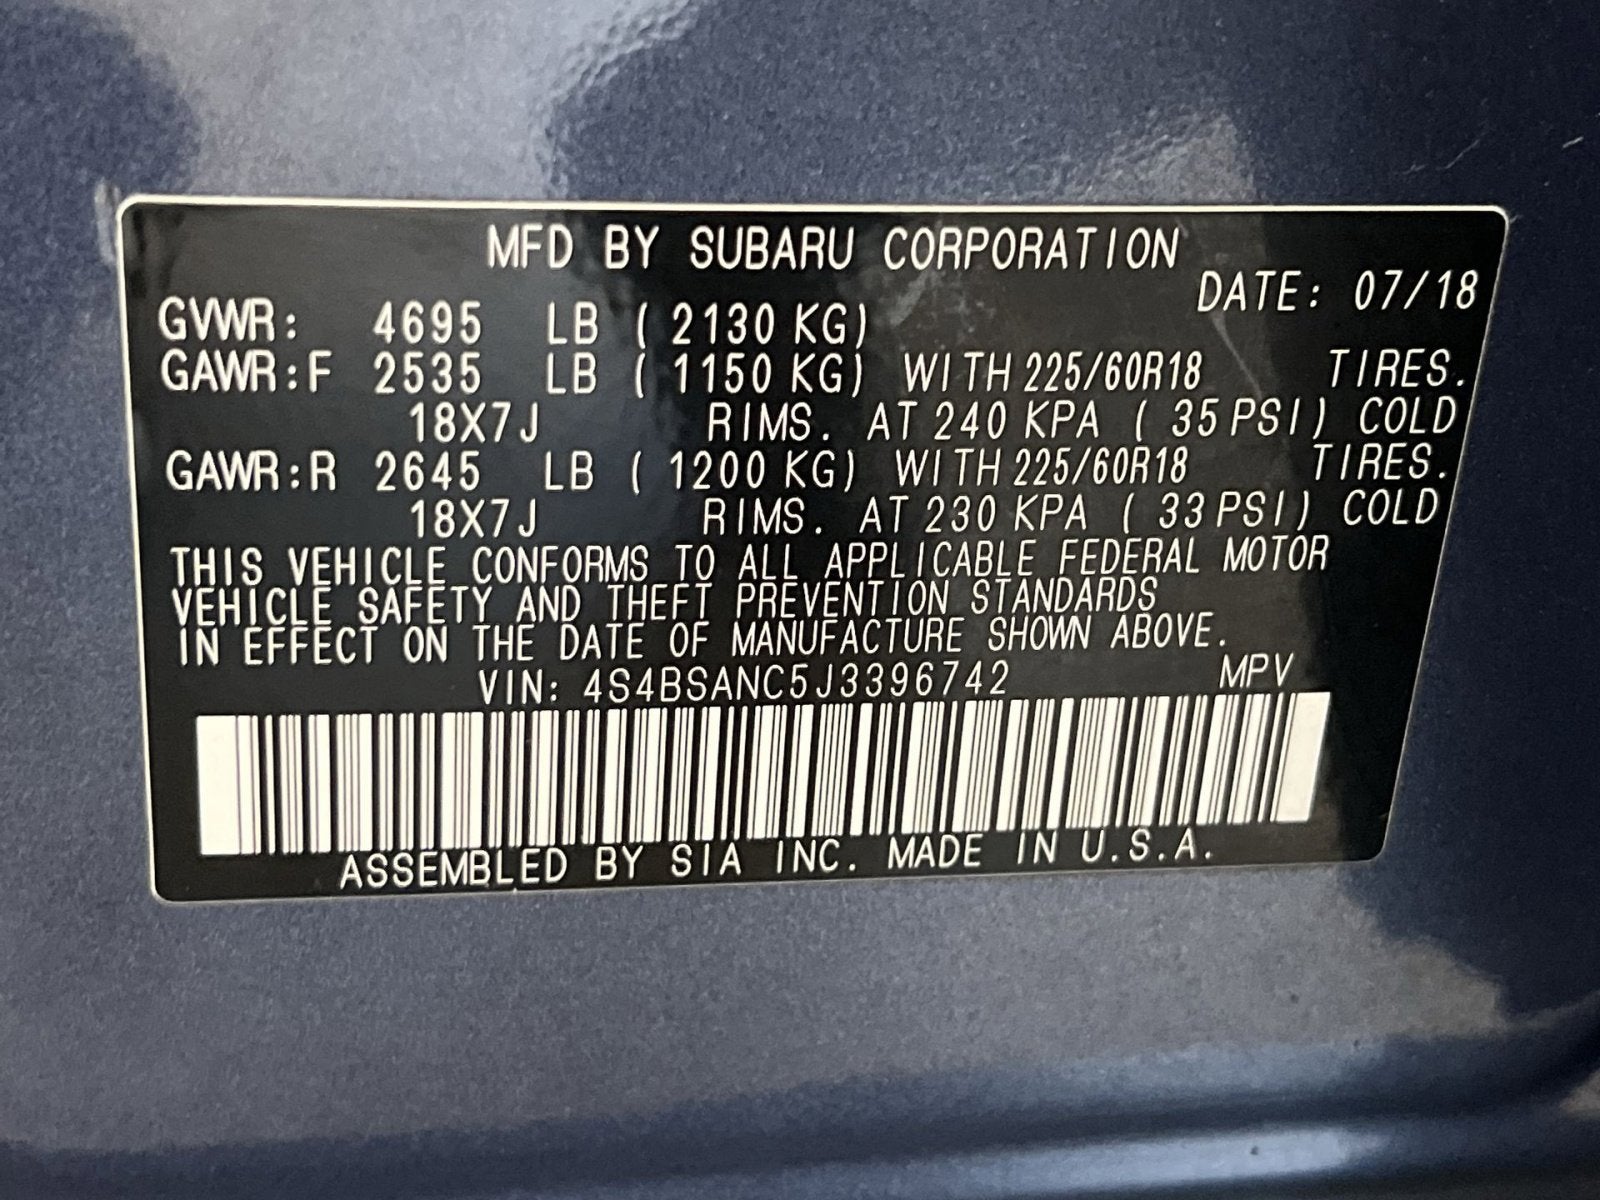 MFD BY SUBARU CORPORATION
DATE: 07/18
GVWR: 4695 LB ( 2130 KG)
GAWR:F 2535 LB ( 1150 KG) WITH 225/60R18 TIRES.
18X7J RIMS. AT 240 KPA ( 35 PSI) COLD
GAWR:R 2645 LB ( 1200 KG) WITH 225/60R18 TIRES.
18X7J RIMS. AT 230 KPA ( 33 PSI) COLD
THIS VEHICLE CONFORMS TO ALL APPLICABLE FEDERAL MOTOR
VEHICLE SAFETY AND THEFT PREVENTION STANDARDS
IN EFFECT ON THE DATE OF MANUFACTURE SHOWN ABOVE.
VIN: 4S4BSANC5J3396742 MPV
ASSEMBLED BY SIA INC. MADE IN U.S.A.